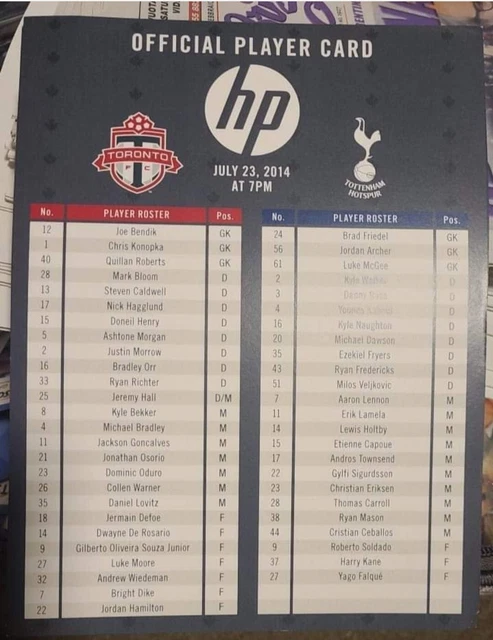 OFFICIAL PLAYER CARD
hp
TORONTO
FC
JULY 23, 2014
AT 7PM
TOTTENHAM
HOTSPUR
No. PLAYER ROSTER Pos.
12 Joe Bendik GK
1 Chris Konopka GK
40 Quillan Roberts GK
28 Mark Bloom D
13 Steven Caldwell D
17 Nick Hagglund D
15 Doneil Henry D
5 Ashtone Morgan D
2 Justin Morrow D
16 Bradley Orr D
33 Ryan Richter D
25 Jeremy Hall D/M
8 Kyle Bekker M
4 Michael Bradley M
11 Jackson Goncalves M
21 Jonathan Osorio M
23 Dominic Oduro M
26 Collen Warner M
35 Daniel Lovitz M
18 Jermain Defoe F
14 Dwayne De Rosario F
9 Gilberto Oliveira Souza Junior F
27 Luke Moore F
32 Andrew Wiedeman F
7 Bright Dike F
22 Jordan Hamilton F
No. PLAYER ROSTER Pos.
24 Brad Friedel GK
56 Jordan Archer GK
61 Luke McGee GK
2 Kyle Walker D
3 Danny Rose D
4 D
16 Kyle Naughton D
20 Michael Dawson D
35 Ezekiel Fryers D
43 Ryan Fredericks D
51 Milos Veljkovic D
7 Aaron Lennon M
11 Erik Lamela M
14 Lewis Holtby M
15 Etienne Capoue M
17 Andros Townsend M
22 Gylfi Sigurdsson M
23 Christian Eriksen M
28 Thomas Carroll M
38 Ryan Mason M
44 Cristian Ceballos M
9 Roberto Soldado F
37 Harry Kane F
27 Yago Falqué F